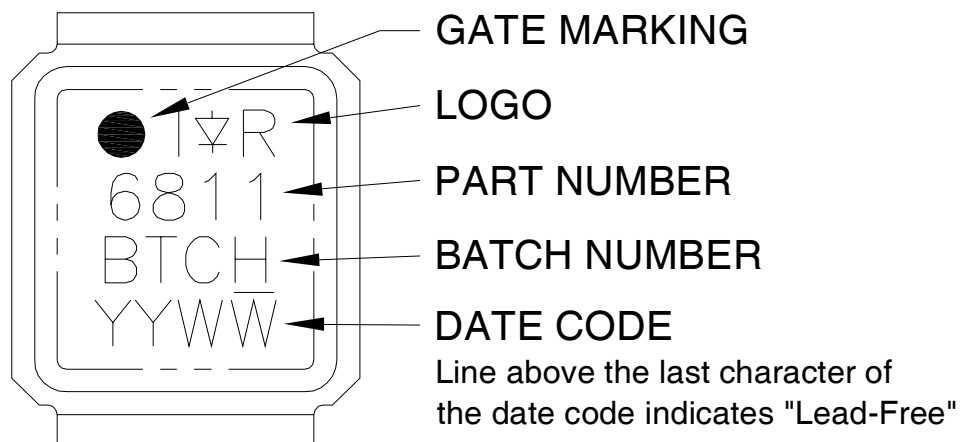 GATE MARKING
I R
LOGO
6811
PART NUMBER
BTCH
BATCH NUMBER
YYWW̅
DATE CODE
Line above the last character of
the date code indicates "Lead-Free"